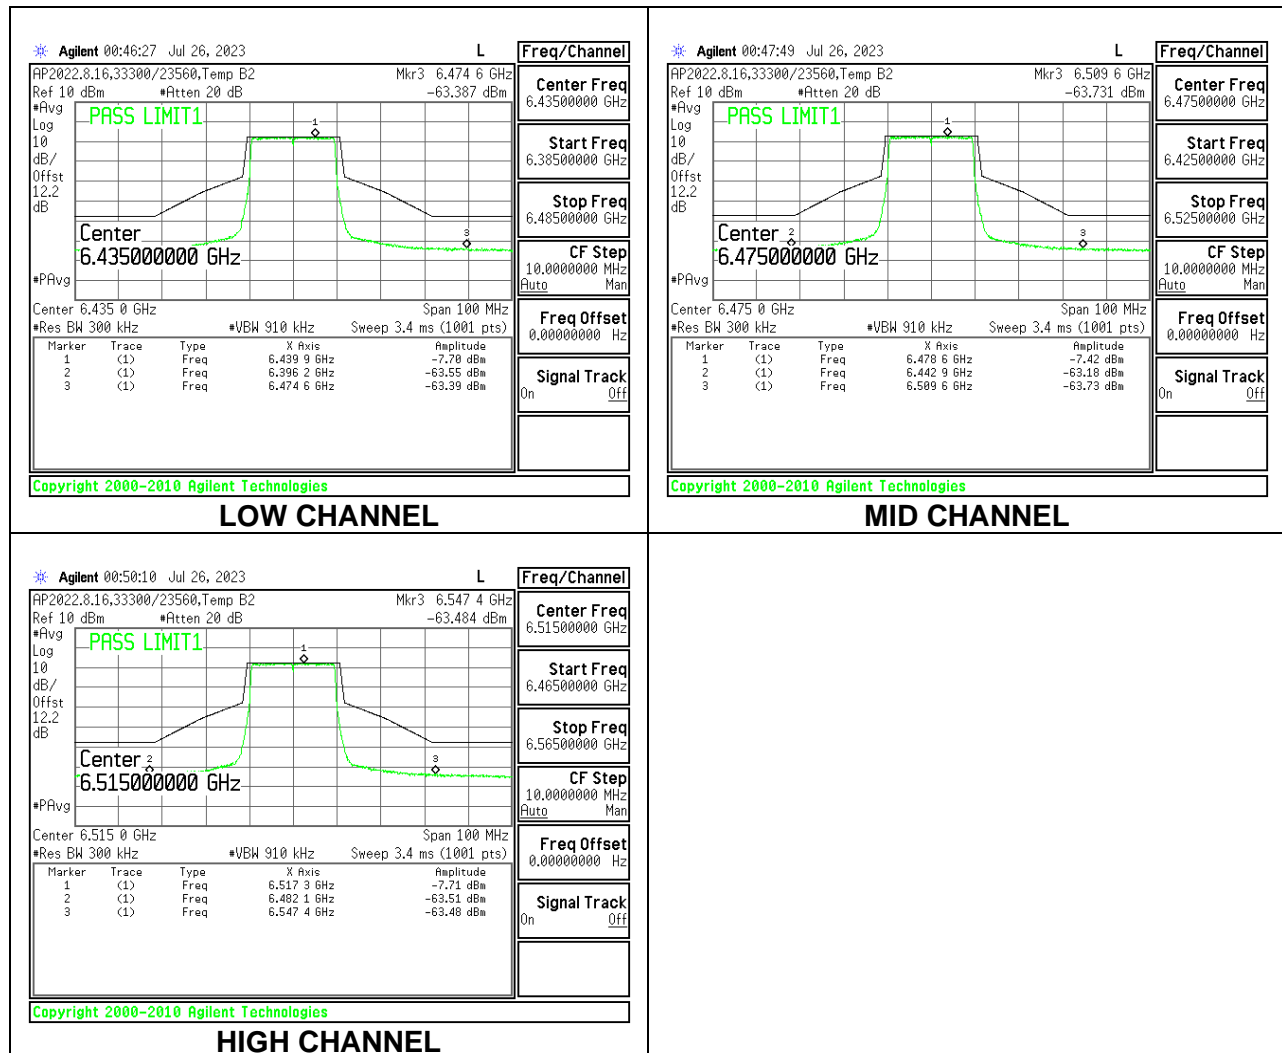 Agilent 00:46:27 Jul 26, 2023 L Freq/Channel
AP2022.8.16,33300/23560,Temp B2 Mkr3 6.474 6 GHz
Ref 10 dBm #Atten 20 dB -63.387 dBm
#Avg
Log
10
dB/
Offst
12.2
dB
#PAvg
PASS LIMIT1
1
3
Center
6.435000000 GHz
Center 6.435 0 GHz Span 100 MHz
#Res BW 300 kHz #VBW 910 kHz Sweep 3.4 ms (1001 pts)
Marker Trace Type X Axis Amplitude
1 (1) Freq 6.439 9 GHz -7.70 dBm
2 (1) Freq 6.396 2 GHz -63.55 dBm
3 (1) Freq 6.474 6 GHz -63.39 dBm
Center Freq
6.43500000 GHz
Start Freq
6.38500000 GHz
Stop Freq
6.48500000 GHz
CF Step
10.0000000 MHz
Auto Man
Freq Offset
0.00000000 Hz
Signal Track
On Off
Copyright 2000-2010 Agilent Technologies
LOW CHANNEL
Agilent 00:47:49 Jul 26, 2023 L Freq/Channel
AP2022.8.16,33300/23560,Temp B2 Mkr3 6.509 6 GHz
Ref 10 dBm #Atten 20 dB -63.731 dBm
#Avg
Log
10
dB/
Offst
12.2
dB
#PAvg
PASS LIMIT1
1
2
3
Center
6.475000000 GHz
Center 6.475 0 GHz Span 100 MHz
#Res BW 300 kHz #VBW 910 kHz Sweep 3.4 ms (1001 pts)
Marker Trace Type X Axis Amplitude
1 (1) Freq 6.478 6 GHz -7.42 dBm
2 (1) Freq 6.442 9 GHz -63.18 dBm
3 (1) Freq 6.509 6 GHz -63.73 dBm
Center Freq
6.47500000 GHz
Start Freq
6.42500000 GHz
Stop Freq
6.52500000 GHz
CF Step
10.0000000 MHz
Auto Man
Freq Offset
0.00000000 Hz
Signal Track
On Off
Copyright 2000-2010 Agilent Technologies
MID CHANNEL
Agilent 00:50:10 Jul 26, 2023 L Freq/Channel
AP2022.8.16,33300/23560,Temp B2 Mkr3 6.547 4 GHz
Ref 10 dBm #Atten 20 dB -63.484 dBm
#Avg
Log
10
dB/
Offst
12.2
dB
#PAvg
PASS LIMIT1
1
2
3
Center
6.515000000 GHz
Center 6.515 0 GHz Span 100 MHz
#Res BW 300 kHz #VBW 910 kHz Sweep 3.4 ms (1001 pts)
Marker Trace Type X Axis Amplitude
1 (1) Freq 6.517 3 GHz -7.71 dBm
2 (1) Freq 6.482 1 GHz -63.51 dBm
3 (1) Freq 6.547 4 GHz -63.48 dBm
Center Freq
6.51500000 GHz
Start Freq
6.46500000 GHz
Stop Freq
6.56500000 GHz
CF Step
10.0000000 MHz
Auto Man
Freq Offset
0.00000000 Hz
Signal Track
On Off
Copyright 2000-2010 Agilent Technologies
HIGH CHANNEL